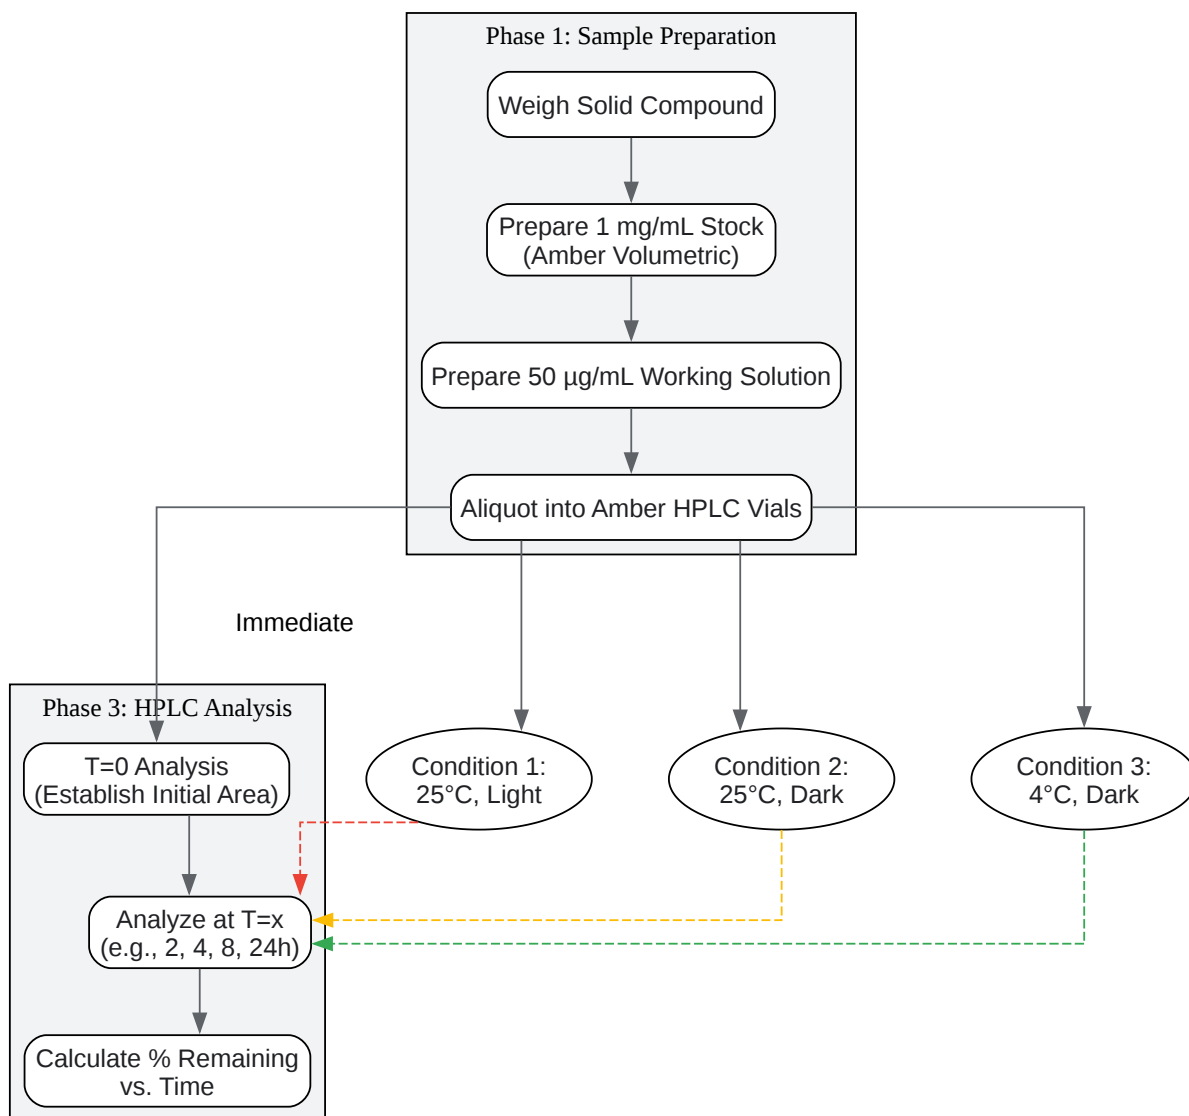 Phase 1: Sample Preparation
Weigh Solid Compound
Prepare 1 mg/mL Stock
(Amber Volumetric)
Prepare 50 µg/mL Working Solution
Aliquot into Amber HPLC Vials
Immediate
Phase 3: HPLC Analysis
T=0 Analysis
(Establish Initial Area)
Condition 1:
25°C, Light
Condition 2:
25°C, Dark
Condition 3:
4°C, Dark
Analyze at T=x
(e.g., 2, 4, 8, 24h)
Calculate % Remaining
vs. Time